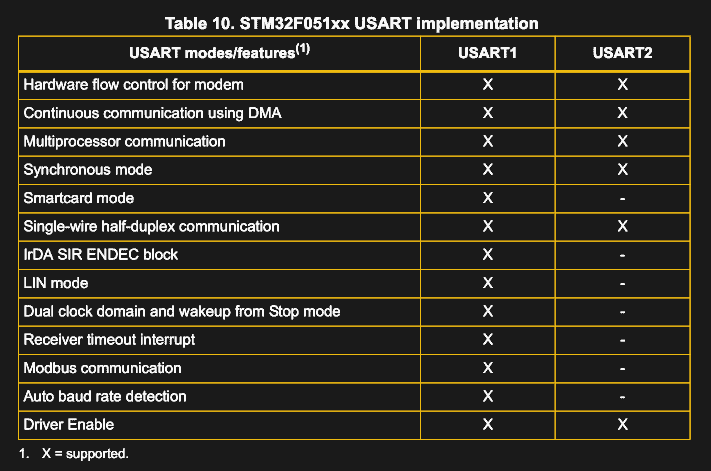 Table 10. STM32F051xx USART implementation
USART modes/features(1) USART1 USART2
Hardware flow control for modem X X
Continuous communication using DMA X X
Multiprocessor communication X X
Synchronous mode X X
Smartcard mode X -
Single-wire half-duplex communication X X
IrDA SIR ENDEC block X -
LIN mode X -
Dual clock domain and wakeup from Stop mode X -
Receiver timeout interrupt X -
Modbus communication X -
Auto baud rate detection X -
Driver Enable X X
1. X = supported.